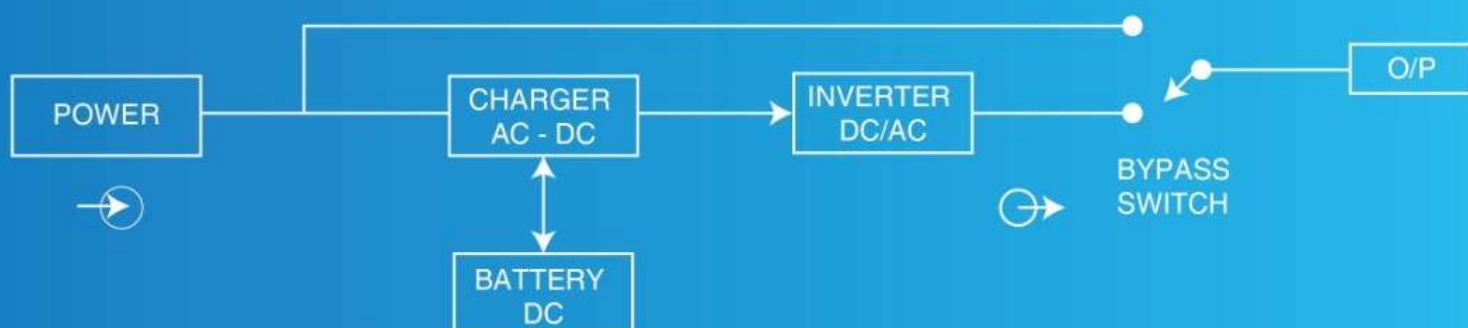 POWER
CHARGER
AC - DC
INVERTER
DC/AC
O/P
BYPASS
SWITCH
BATTERY
DC